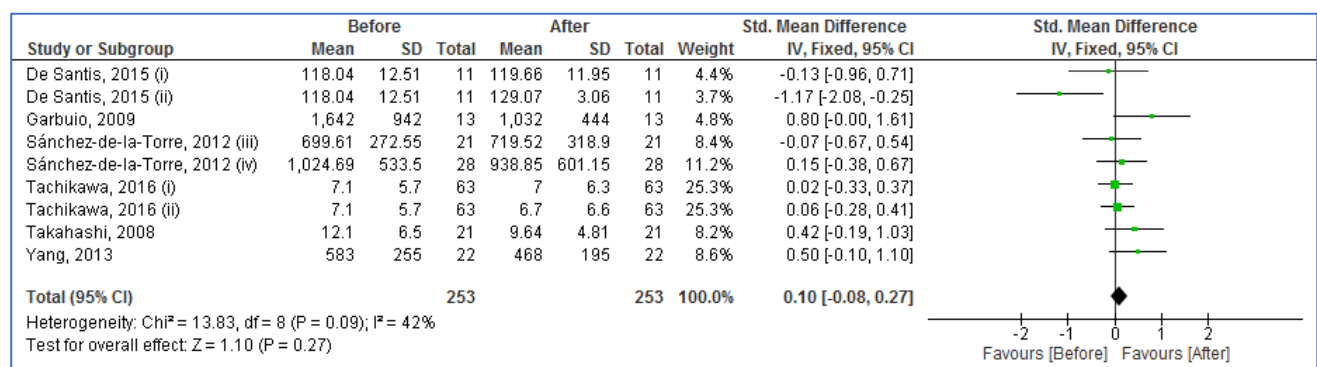 Before After Std. Mean Difference Std. Mean Difference
Study or Subgroup Mean SD Total Mean SD Total Weight IV, Fixed, 95% CI IV, Fixed, 95% CI
De Santis, 2015 (i) 118.04 12.51 11 119.66 11.95 11 4.4% -0.13 [-0.96, 0.71]
De Santis, 2015 (ii) 118.04 12.51 11 129.07 3.06 11 3.7% -1.17 [-2.08, -0.25]
Garbuio, 2009 1,642 942 13 1,032 444 13 4.8% 0.80 [-0.00, 1.61]
Sánchez-de-la-Torre, 2012 (iii) 699.61 272.55 21 719.52 318.9 21 8.4% -0.07 [-0.67, 0.54]
Sánchez-de-la-Torre, 2012 (iv) 1,024.69 533.5 28 938.85 601.15 28 11.2% 0.15 [-0.38, 0.67]
Tachikawa, 2016 (i) 7.1 5.7 63 7 6.3 63 25.3% 0.02 [-0.33, 0.37]
Tachikawa, 2016 (ii) 7.1 5.7 63 6.7 6.6 63 25.3% 0.06 [-0.28, 0.41]
Takahashi, 2008 12.1 6.5 21 9.64 4.81 21 8.2% 0.42 [-0.19, 1.03]
Yang, 2013 583 255 22 468 195 22 8.6% 0.50 [-0.10, 1.10]
Total (95% CI) 253 253 100.0% 0.10 [-0.08, 0.27]
Heterogeneity: Chi² = 13.83, df = 8 (P = 0.09); I² = 42%
Test for overall effect: Z = 1.10 (P = 0.27)
-2 -1 0 1 2
Favours [Before] Favours [After]